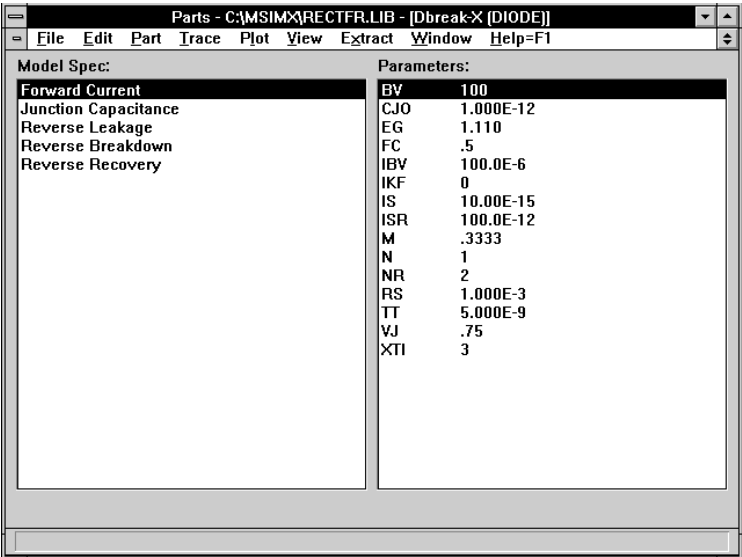 Parts - C:\MSIMX\RECTFR.LIB - [Dbreak-X (DIODE)]
File Edit Part Trace Plot View Extract Window Help=F1
Model Spec:
Forward Current
Junction Capacitance
Reverse Leakage
Reverse Breakdown
Reverse Recovery
Parameters:
BV 100
CJO 1.000E-12
EG 1.110
FC .5
IBV 100.0E-6
IKF 0
IS 10.00E-15
ISR 100.0E-12
M .3333
N 1
NR 2
RS 1.000E-3
TT 5.000E-9
VJ .75
XTI 3